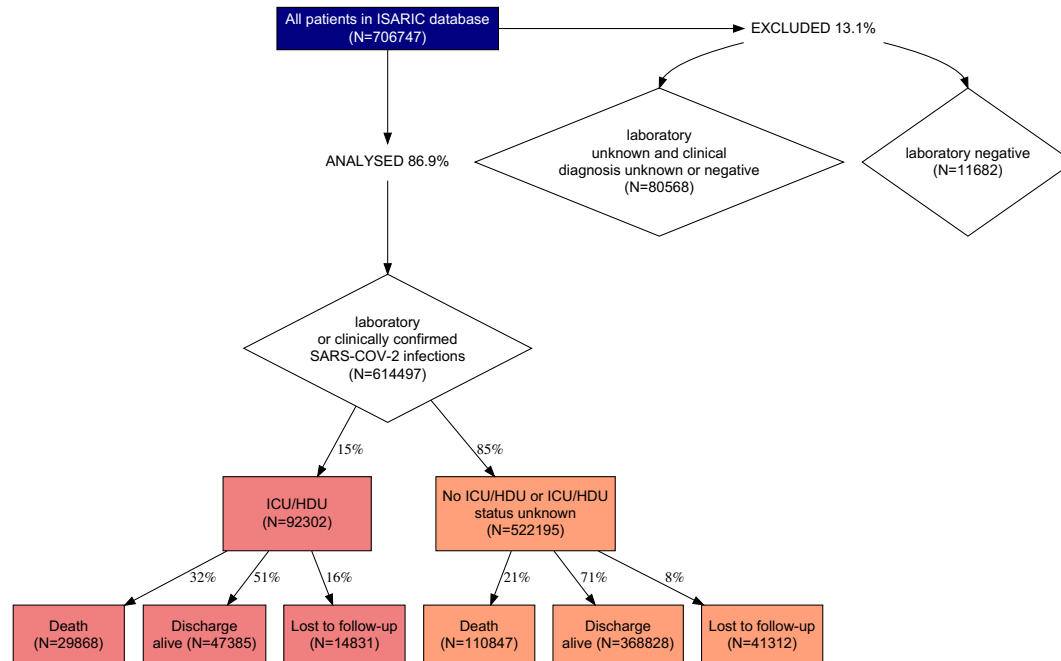 All patients in ISARIC database
(N=706747)
EXCLUDED 13.1%
laboratory
unknown and clinical
diagnosis unknown or negative
(N=80568)
laboratory negative
(N=11682)
ANALYSED 86.9%
laboratory
or clinically confirmed
SARS-COV-2 infections
(N=614497)
15%
85%
ICU/HDU
(N=92302)
No ICU/HDU or ICU/HDU
status unknown
(N=522195)
32%
51%
16%
21%
71%
8%
Death
(N=29868)
Discharge
alive (N=47385)
Lost to follow-up
(N=14831)
Death
(N=110847)
Discharge
alive (N=368828)
Lost to follow-up
(N=41312)